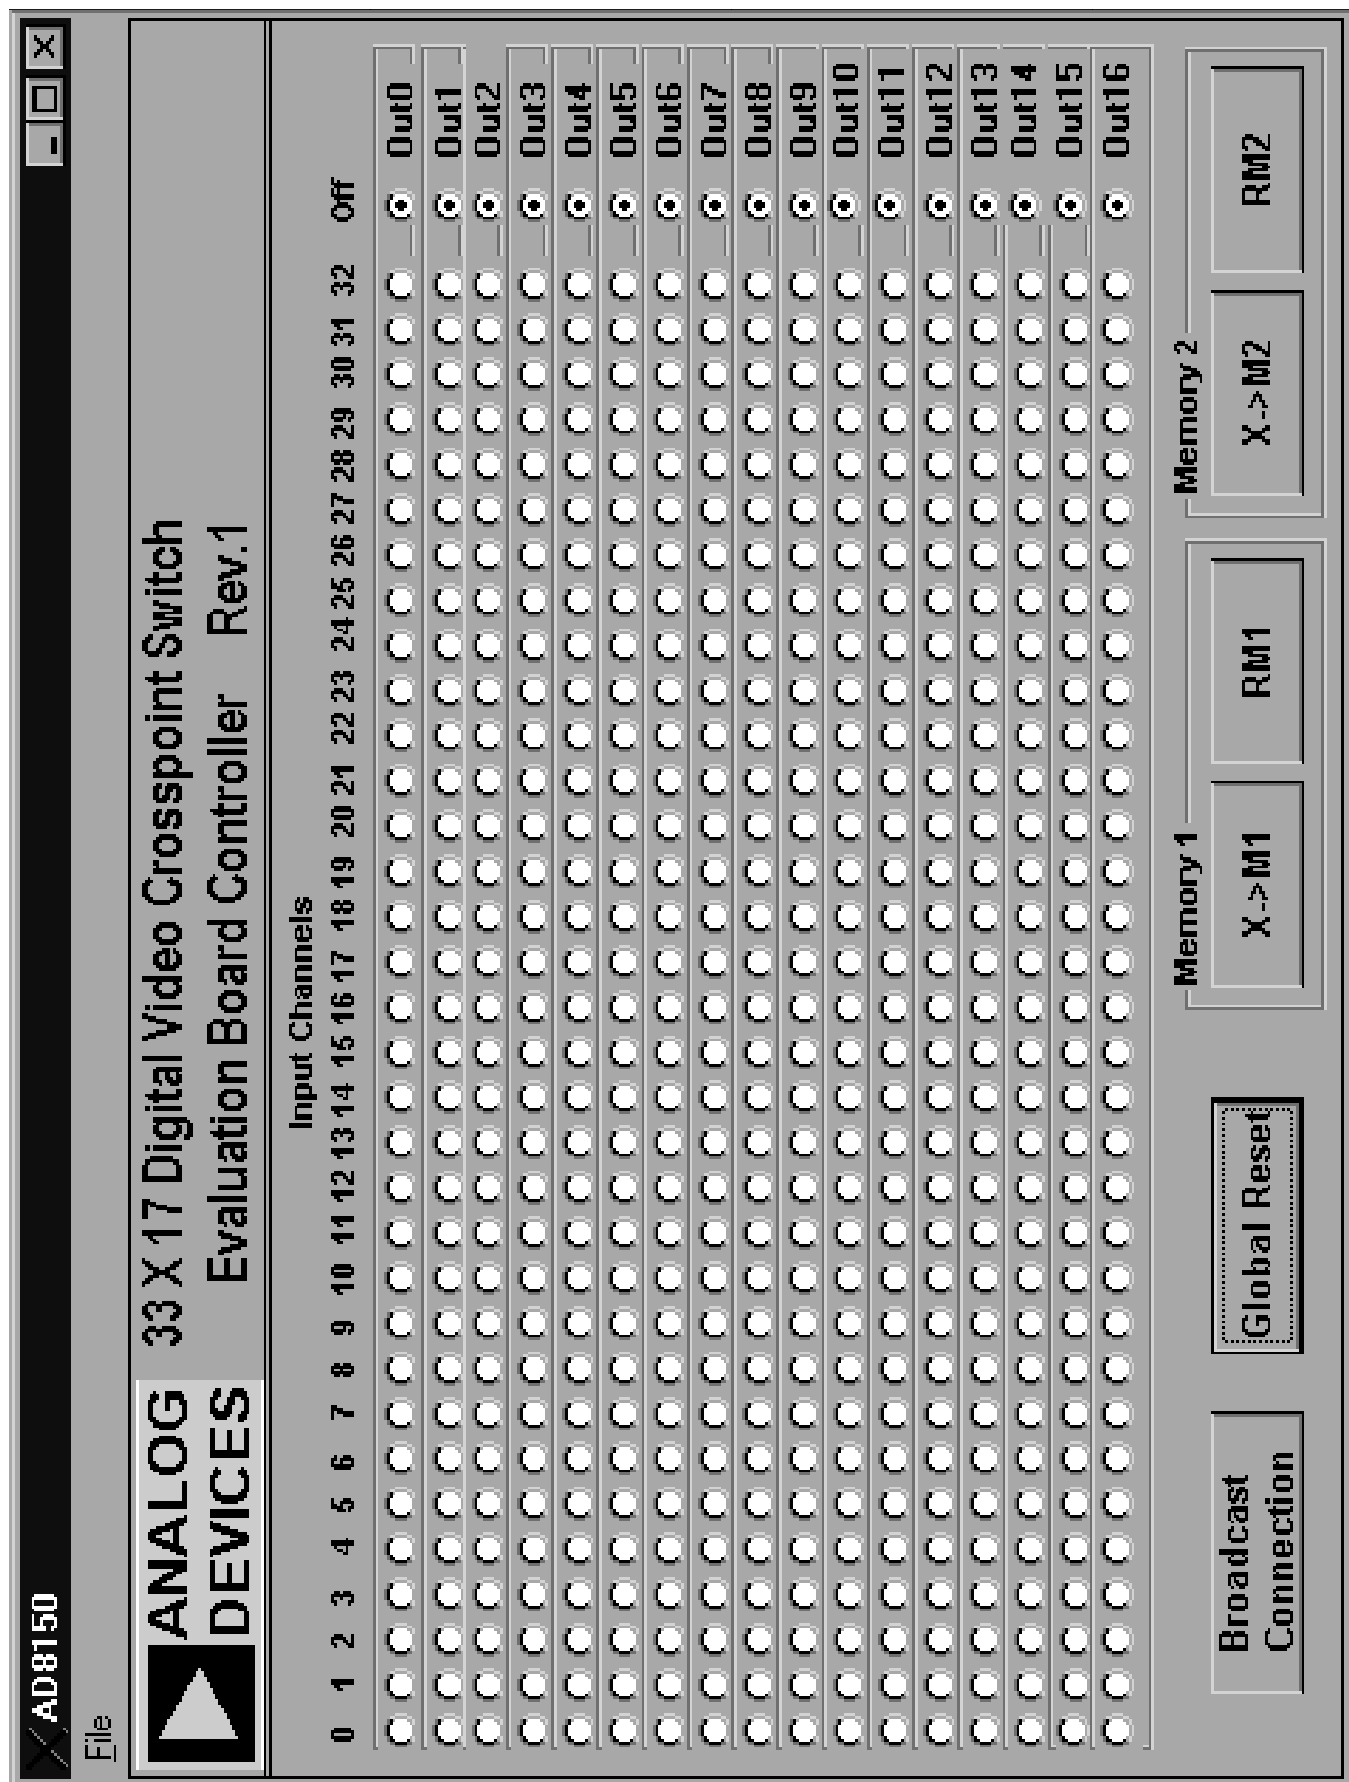 AD8150
File
ANALOG
DEVICES
33 X 17 Digital Video Crosspoint Switch
Evaluation Board Controller Rev.1
Input Channels
0 1 2 3 4 5 6 7 8 9 10 11 12 13 14 15 16 17 18 19 20 21 22 23 24 25 26 27 28 29 30 31 32 Off
Out0
Out1
Out2
Out3
Out4
Out5
Out6
Out7
Out8
Out9
Out10
Out11
Out12
Out13
Out14
Out15
Out16
Broadcast
Connection
Global Reset
Memory 1
X->M1
RM1
Memory 2
X->M2
RM2